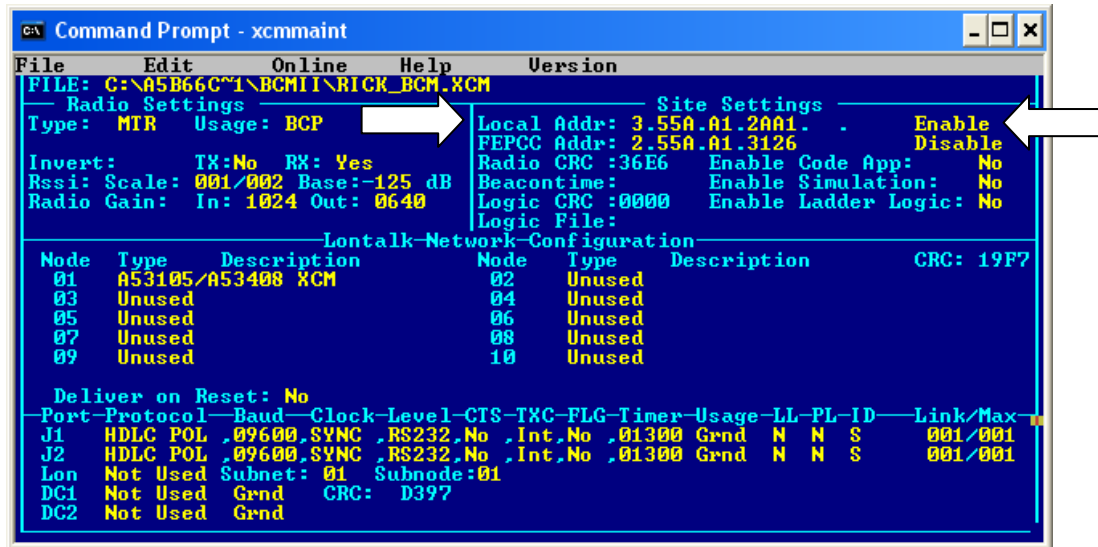 Command Prompt - xcmmaint
File Edit Online Help Version
FILE: C:\A5B66C~1\BCMII\RICK_BCM.XCM
Radio Settings Site Settings
Type: MTR Usage: BCP Local Addr: 3.55A.A1.2AA1. . Enable
FEPCC Addr: 2.55A.A1.3126 Disable
Invert: TX:No RX: Yes Radio CRC :36E6 Enable Code App: No
Rssi: Scale: 001/002 Base:-125 dB Beacontime: Enable Simulation: No
Radio Gain: In: 1024 Out: 0640 Logic CRC :0000 Enable Ladder Logic: No
Logic File:
Lontalk-Network-Configuration
Node Type Description Node Type Description CRC: 19F7
01 A53105/A53408 XCM 02 Unused
03 Unused 04 Unused
05 Unused 06 Unused
07 Unused 08 Unused
09 Unused 10 Unused
Deliver on Reset: No
Port-Protocol-Baud-Clock-Level-CTS-TXC-FLG-Timer-Usage-LL-PL-ID-Link/Max
J1 HDLC POL ,09600,SYNC ,RS232,No ,Int,No ,01300 Grnd N N S 001/001
J2 HDLC POL ,09600,SYNC ,RS232,No ,Int,No ,01300 Grnd N N S 001/001
Lon Not Used Subnet: 01 Subnode:01
DC1 Not Used Grnd CRC: D397
DC2 Not Used Grnd